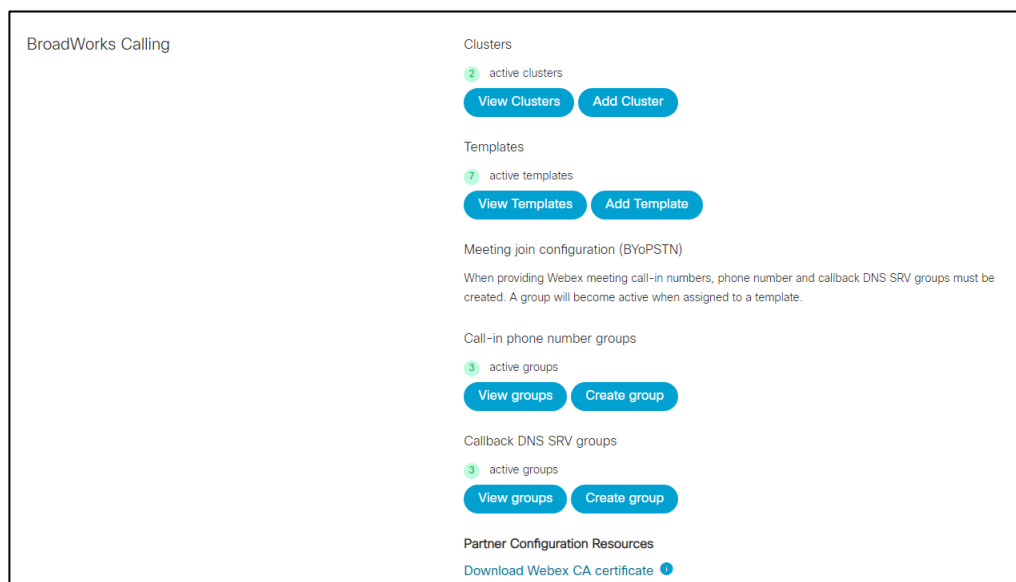 BroadWorks Calling
Clusters
2 active clusters
View Clusters Add Cluster
Templates
7 active templates
View Templates Add Template
Meeting join configuration (BYoPSTN)
When providing Webex meeting call-in numbers, phone number and callback DNS SRV groups must be
created. A group will become active when assigned to a template.
Call-in phone number groups
3 active groups
View groups Create group
Callback DNS SRV groups
3 active groups
View groups Create group
Partner Configuration Resources
Download Webex CA certificate i